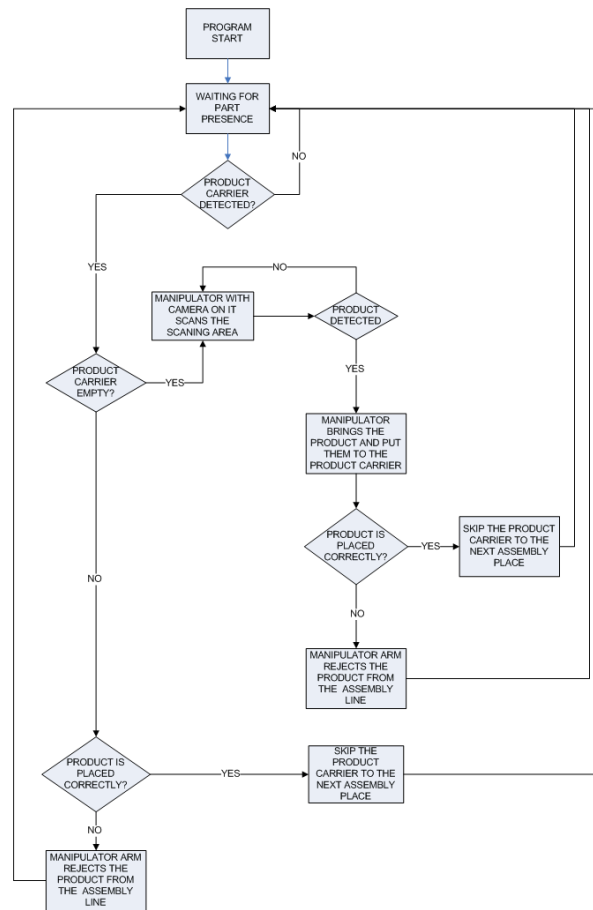 PROGRAM
START
WAITING FOR
PART
PRESENCE
NO
PRODUCT
CARRIER
DETECTED?
YES
NO
MANIPULATOR WITH
CAMERA ON IT
SCANS THE
SCANING AREA
PRODUCT
DETECTED
PRODUCT
CARRIER
EMPTY?
YES
YES
MANIPULATOR
BRINGS THE
PRODUCT AND PUT
THEM TO THE
PRODUCT CARRIER
PRODUCT IS
PLACED
CORRECTLY?
YES
SKIP THE PRODUCT
CARRIER TO THE
NEXT ASSEMBLY
PLACE
NO
NO
MANIPULATOR ARM
REJECTS THE
PRODUCT FROM
THE ASSEMBLY
LINE
PRODUCT IS
PLACED
CORRECTLY?
YES
SKIP THE
PRODUCT
CARRIER TO THE
NEXT ASSEMBLY
PLACE
NO
MANIPULATOR ARM
REJECTS THE
PRODUCT FROM
THE ASSEMBLY
LINE